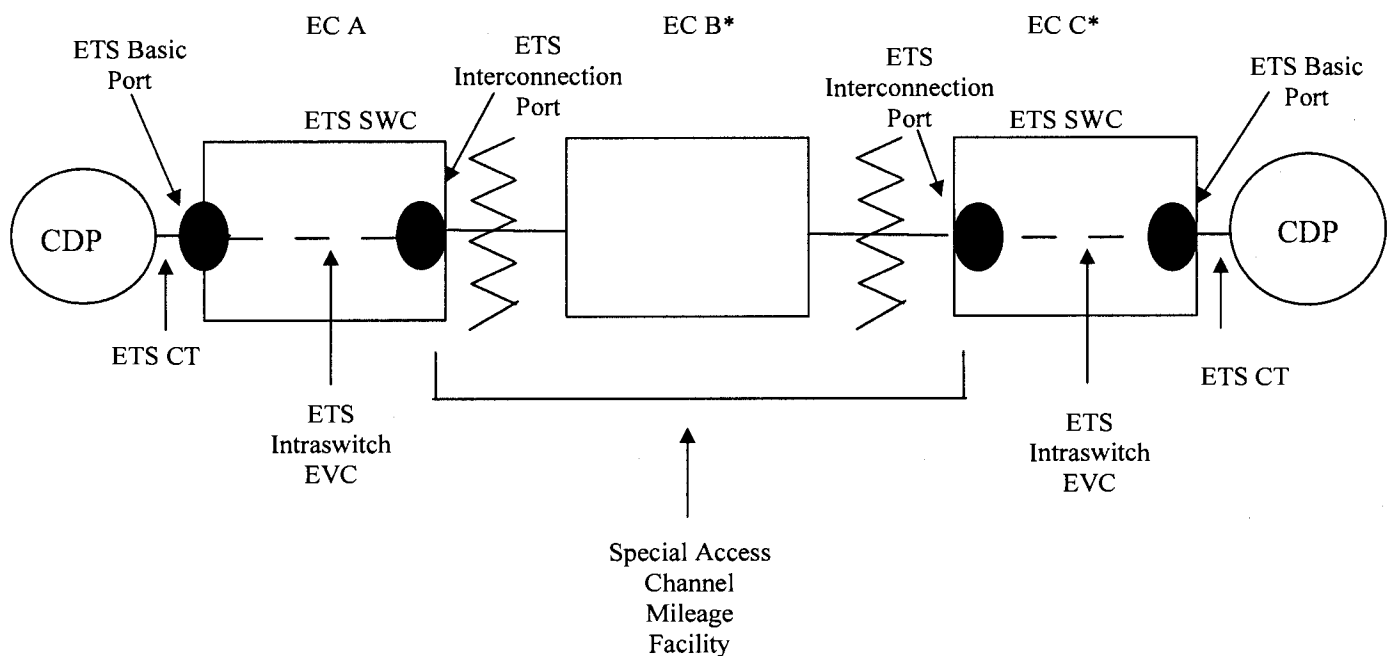 EC A
EC B*
EC C*
ETS Basic
Port
ETS
Interconnection
Port
ETS
Interconnection
Port
ETS Basic
Port
ETS SWC
ETS SWC
CDP
CDP
ETS CT
ETS CT
ETS
Intraswitch
EVC
ETS
Intraswitch
EVC
Special Access
Channel
Mileage
Facility